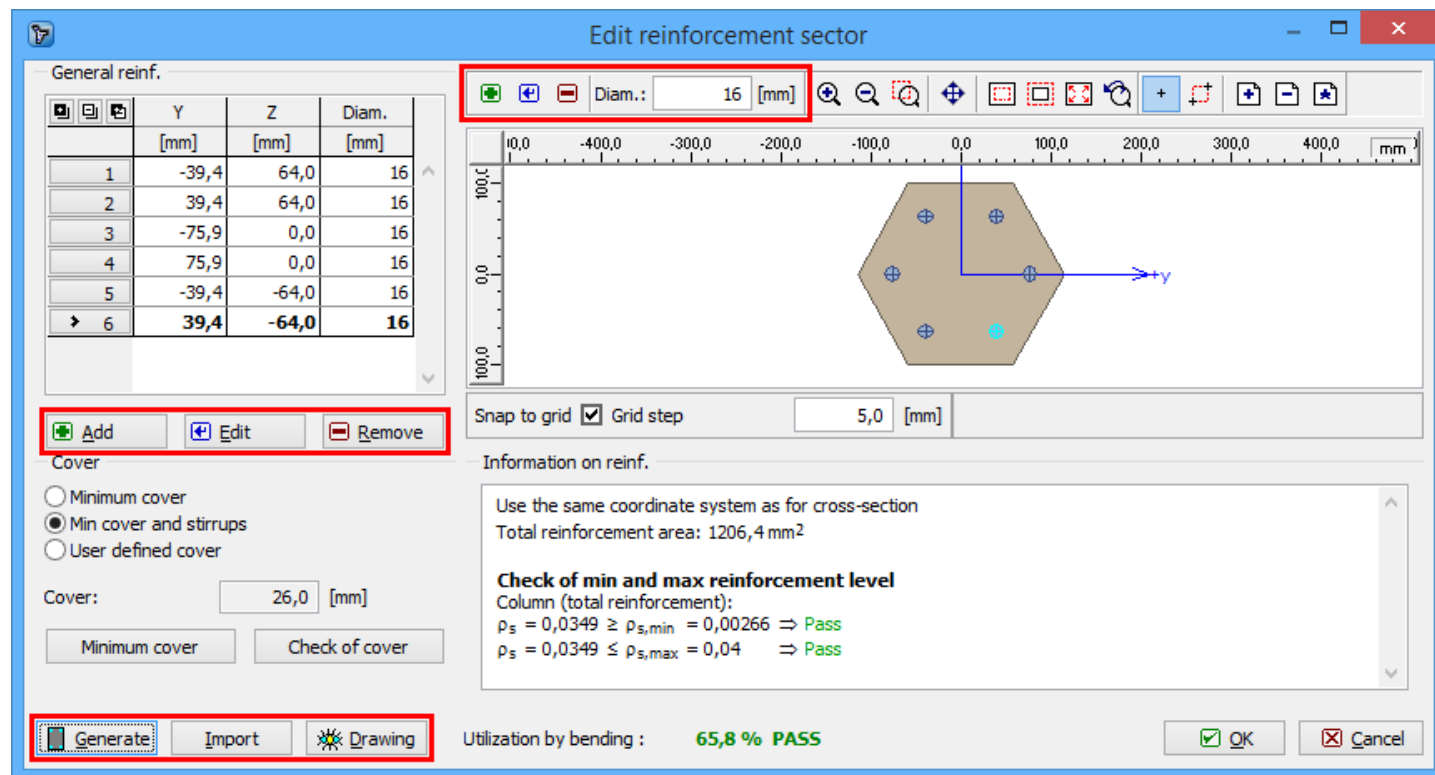 Edit reinforcement sector
General reinf.
Y Z Diam.
[mm] [mm] [mm]
1 -39,4 64,0 16
2 39,4 64,0 16
3 -75,9 0,0 16
4 75,9 0,0 16
5 -39,4 -64,0 16
6 39,4 -64,0 16
Add Edit Remove
Cover
Minimum cover
Min cover and stirrups
User defined cover
Cover: 26,0 [mm]
Minimum cover Check of cover
Generate Import Drawing
Diam.: 16 [mm]
-400,0 -300,0 -200,0 -100,0 0,0 100,0 200,0 300,0 400,0 mm
100,0
0,0
100,0
+y
Snap to grid Grid step 5,0 [mm]
Information on reinf.
Use the same coordinate system as for cross-section
Total reinforcement area: 1206,4 mm2
Check of min and max reinforcement level
Column (total reinforcement):
ρs = 0,0349 ≥ ρs,min = 0,00266 ⇒ Pass
ρs = 0,0349 ≤ ρs,max = 0,04 ⇒ Pass
Utilization by bending : 65,8 % PASS
OK Cancel